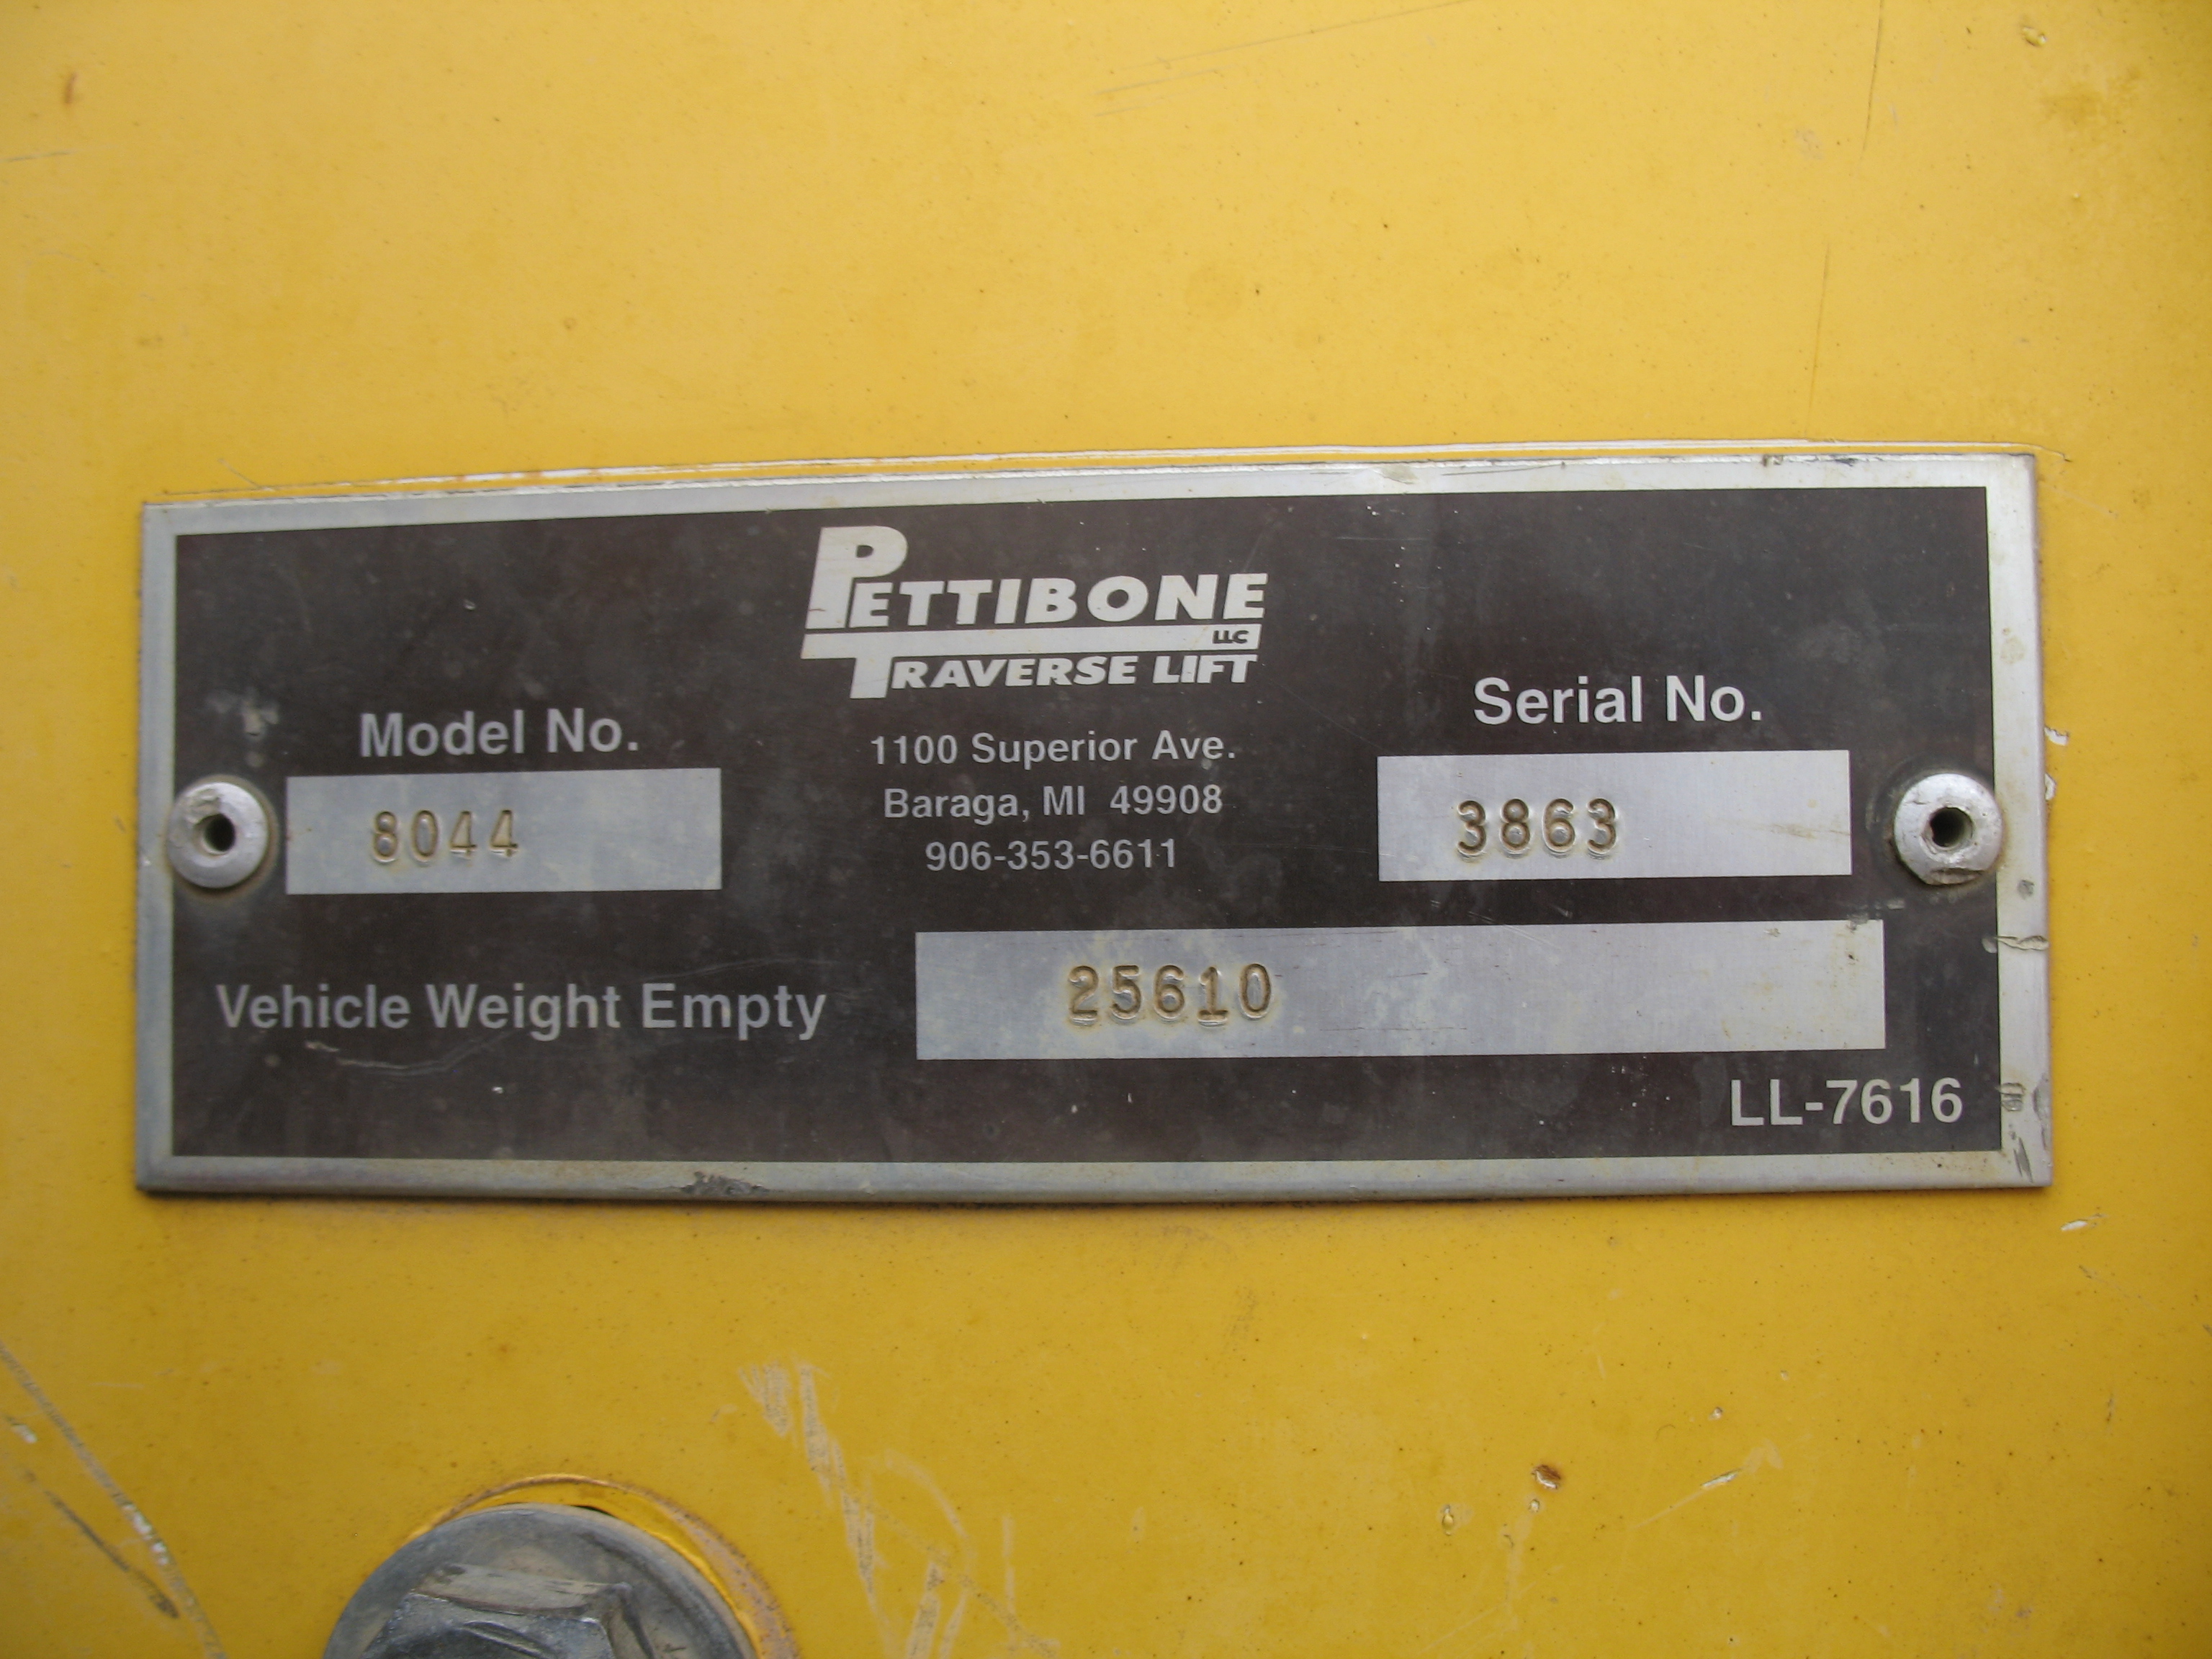 PETTIBONE
LLC
TRAVERSE LIFT
Model No.
8044
1100 Superior Ave.
Baraga, MI 49908
906-353-6611
Serial No.
3863
Vehicle Weight Empty
25610
LL-7616